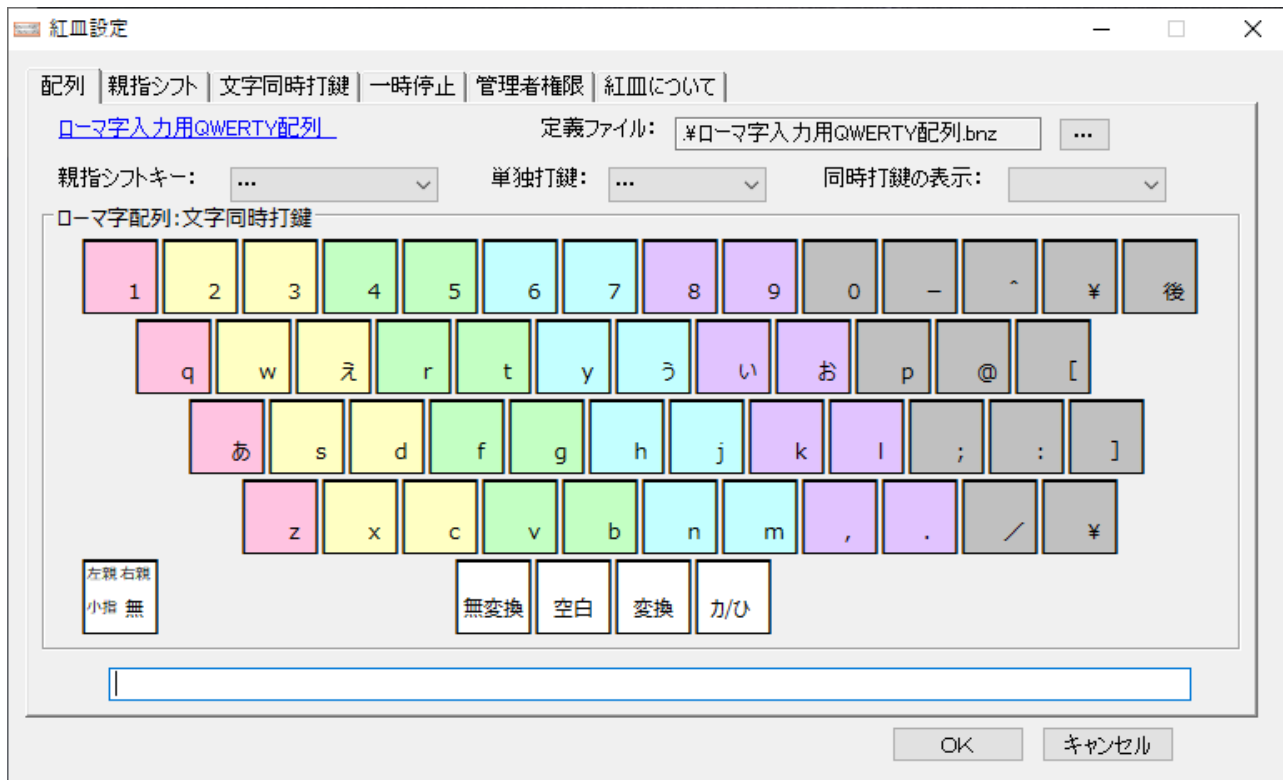 紅皿設定
配列 親指シフト 文字同時打鍵 一時停止 管理者権限 紅皿について
ローマ字入力用QWERTY配列 定義ファイル: .¥ローマ字入力用QWERTY配列.bnz ...
親指シフトキー: ... 単独打鍵: ... 同時打鍵の表示:
ローマ字配列:文字同時打鍵
1 2 3 4 5 6 7 8 9 0 - ^ ¥ 後
q w え r t y う い お p @ [
あ s d f g h j k l ; : ]
z x c v b n m , . / ¥
左親 右親
小指 無 無変換 空白 変換 カ/ひ
OK キャンセル